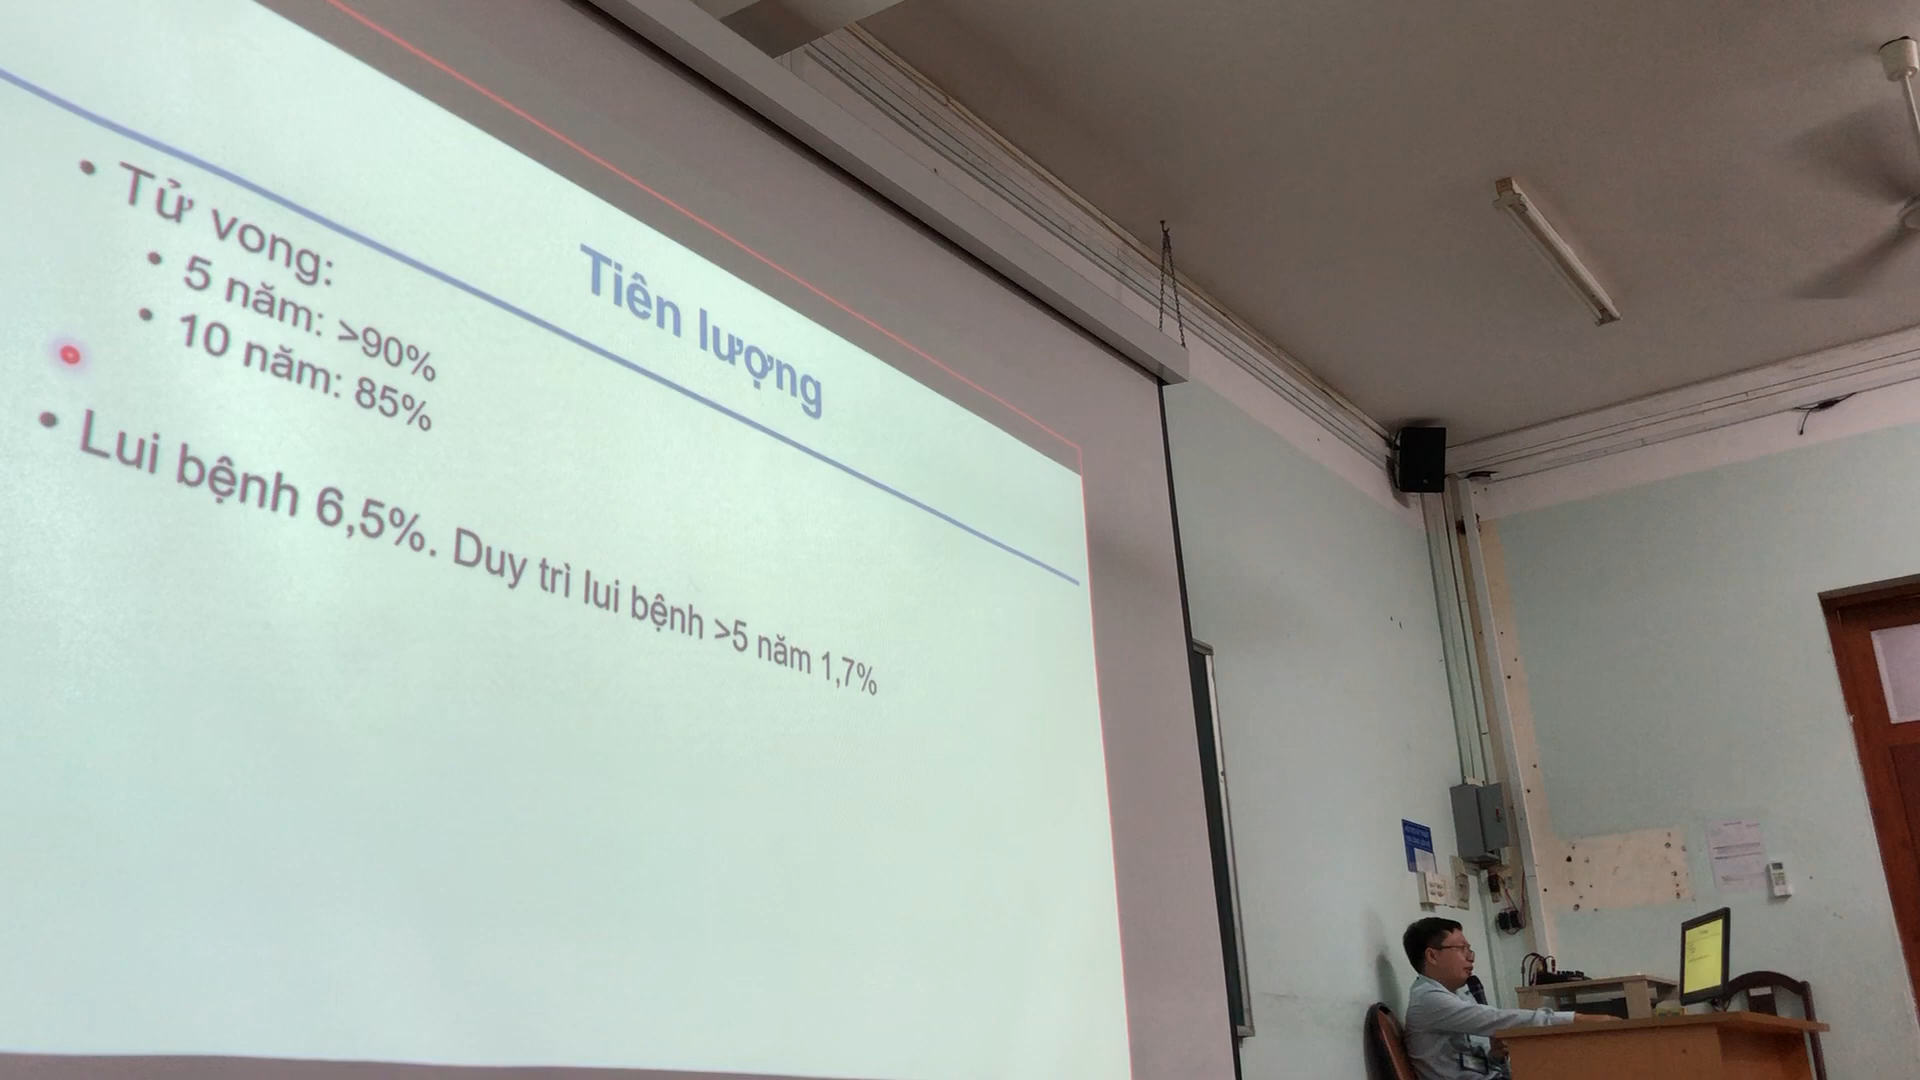 Tiên lượng
• Tử vong:
• 5 năm: >90%
• 10 năm: 85%
• Lui bệnh 6,5%. Duy trì lui bệnh >5 năm 1,7%